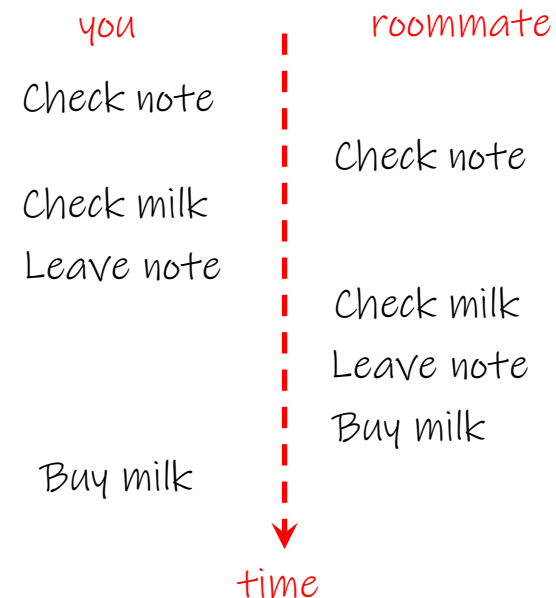 you
roommate
Check note
Check note
Check milk
Leave note
Check milk
Leave note
Buy milk
Buy milk
time